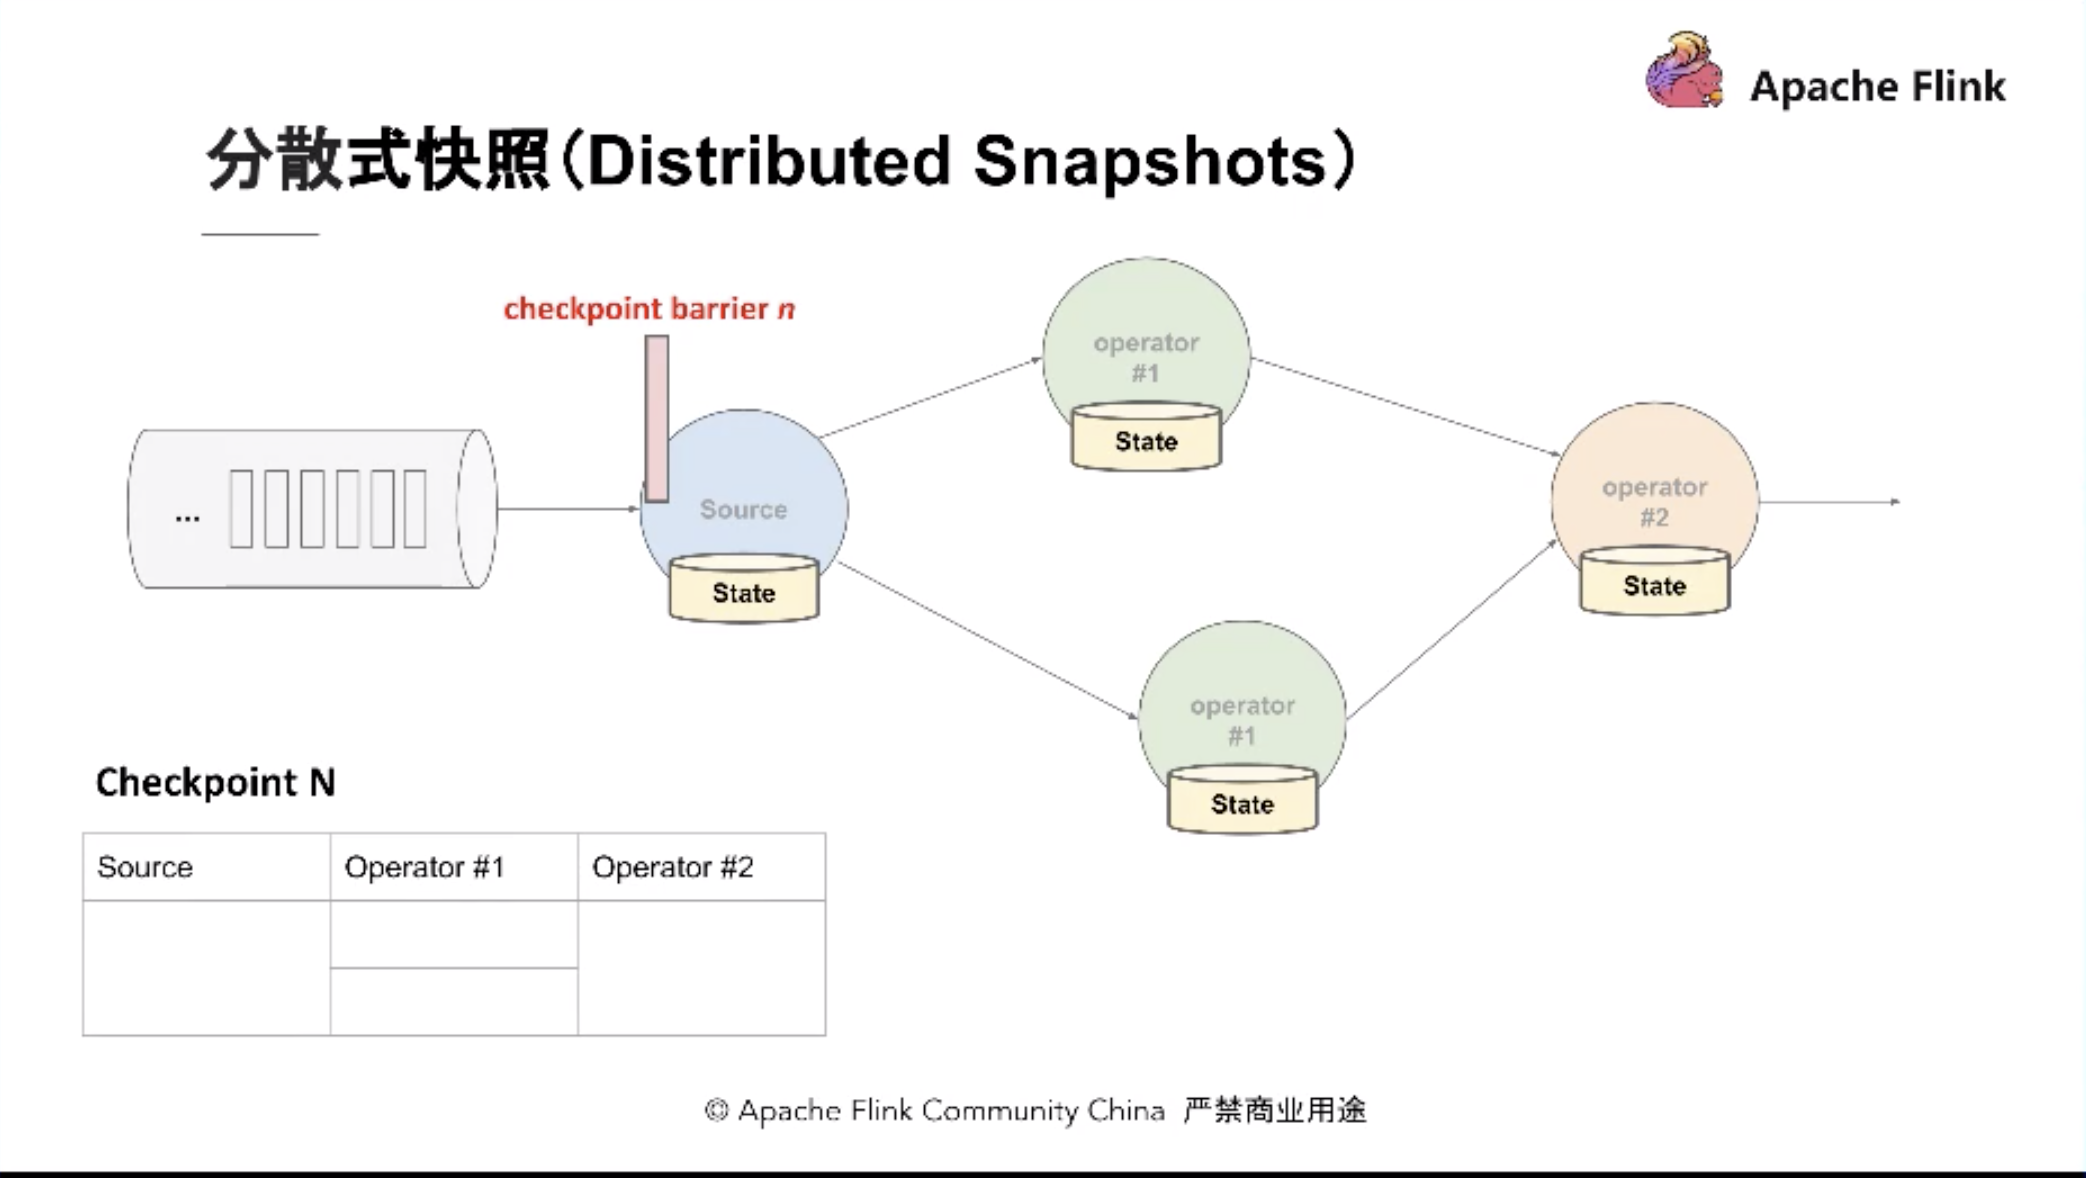 Apache Flink
分散式快照（Distributed Snapshots）
checkpoint barrier n
operator
#1
State
...
Source
State
operator
#2
State
operator
#1
State
Checkpoint N
Source Operator #1 Operator #2
© Apache Flink Community China 严禁商业用途